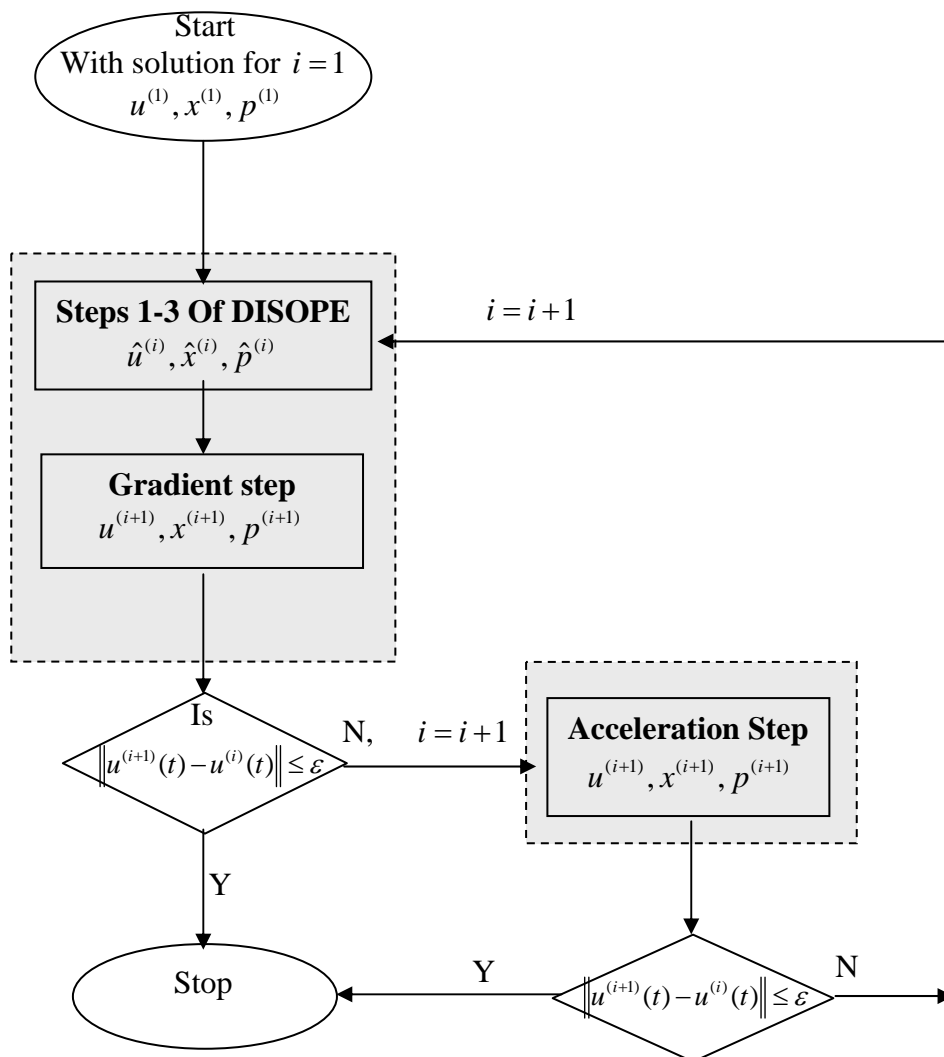 Start
With solution for i = 1
u^(1), x^(1), p^(1)
Steps 1-3 Of DISOPE
û^(i), x̂^(i), p̂^(i)
i = i + 1
Gradient step
u^(i+1), x^(i+1), p^(i+1)
Is
‖u^(i+1)(t) − u^(i)(t)‖ ≤ ε
N, i = i + 1
Acceleration Step
u^(i+1), x^(i+1), p^(i+1)
Y
Stop
Y
‖u^(i+1)(t) − u^(i)(t)‖ ≤ ε
N